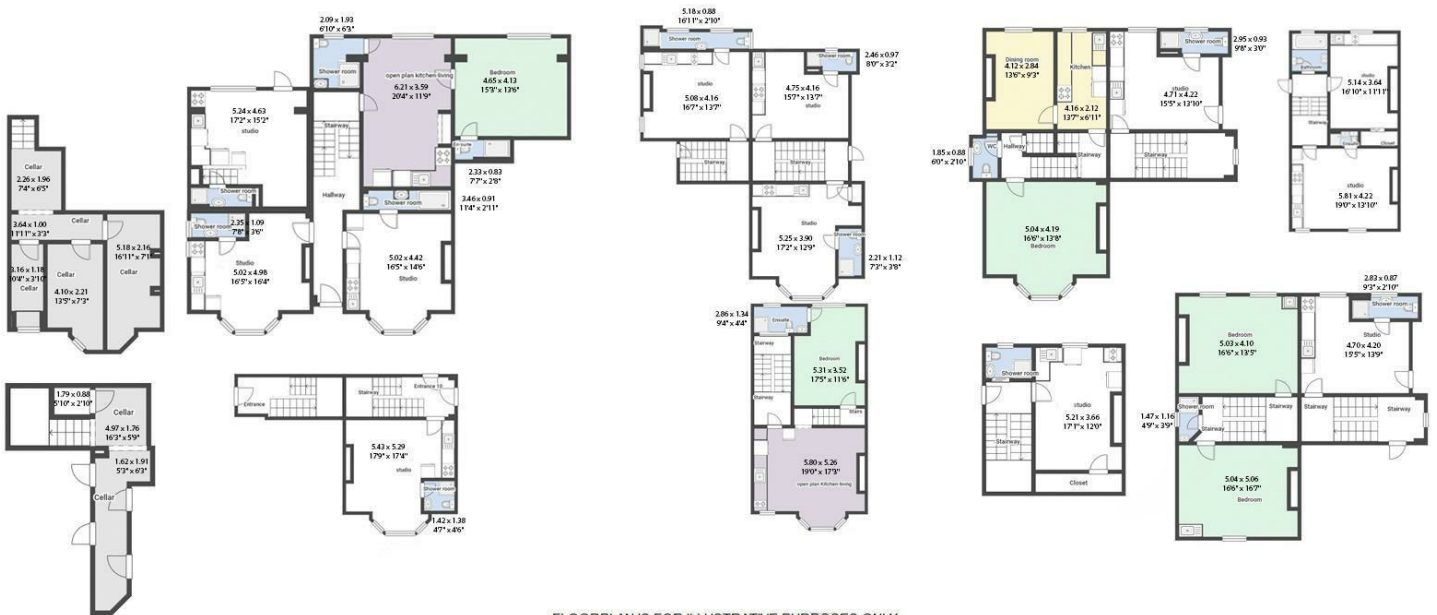 Cellar
2.26 x 1.96
7'4" x 6'5"
3.64 x 1.00
11'11" x 3'3"
Cellar
5.18 x 2.16
16'11" x 7'1"
Cellar
3.16 x 1.18
10'4" x 3'10"
Cellar
Cellar
4.10 x 2.21
13'5" x 7'3"
2.09 x 1.93
6'10" x 6'3"
Shower room
5.24 x 4.63
17'2" x 15'2"
studio
Stairway
Hallway
open plan kitchen-living
6.21 x 3.59
20'4" x 11'9"
Bedroom
4.65 x 4.13
15'3" x 13'6"
En suite
2.33 x 0.83
7'7" x 2'8"
Shower room
3.46 x 0.91
11'4" x 2'11"
Shower room
Shower room
2.35 x 1.09
7'8" x 3'6"
Studio
5.02 x 4.98
16'5" x 16'4"
5.02 x 4.42
16'5" x 14'6"
Studio
1.79 x 0.88
5'10" x 2'10"
Cellar
4.97 x 1.76
16'3" x 5'9"
1.62 x 1.91
5'3" x 6'3"
Cellar
Entrance
Stairway
Entrance 10
5.43 x 5.29
17'9" x 17'4"
studio
Shower room
1.42 x 1.38
4'7" x 4'6"
5.18 x 0.88
16'11" x 2'10"
Shower room
studio
5.08 x 4.16
16'7" x 13'7"
2.46 x 0.97
8'0" x 3'2"
Shower room
4.75 x 4.16
15'7" x 13'7"
studio
Stairway
Stairway
Studio
5.25 x 3.90
17'2" x 12'9"
Shower room
2.21 x 1.12
7'3" x 3'8"
2.86 x 1.34
9'4" x 4'4"
Ensuite
Stairway
Stairway
Bedroom
5.31 x 3.52
17'5" x 11'6"
Stairs
5.80 x 5.26
19'0" x 17'3"
open plan Kitchen-living
Dining room
4.12 x 2.84
13'6" x 9'3"
Kitchen
4.16 x 2.12
13'7" x 6'11"
studio
4.71 x 4.22
15'5" x 13'10"
Shower room
2.95 x 0.93
9'8" x 3'0"
1.85 x 0.88
6'0" x 2'10"
WC
Hallway
Stairway
Stairway
5.04 x 4.19
16'6" x 13'8"
Bedroom
Bathroom
studio
5.14 x 3.64
16'10" x 11'11"
Stairway
Ensuite
Closet
studio
5.81 x 4.22
19'0" x 13'10"
Shower room
Stairway
studio
5.21 x 3.66
17'1" x 12'0"
Closet
Bedroom
5.03 x 4.10
16'6" x 13'5"
2.83 x 0.87
9'3" x 2'10"
Shower room
Studio
4.70 x 4.20
15'5" x 13'9"
1.47 x 1.16
4'9" x 3'9"
Shower room
Stairway
Stairway
Stairway
Stairway
5.04 x 5.06
16'6" x 16'7"
Bedroom